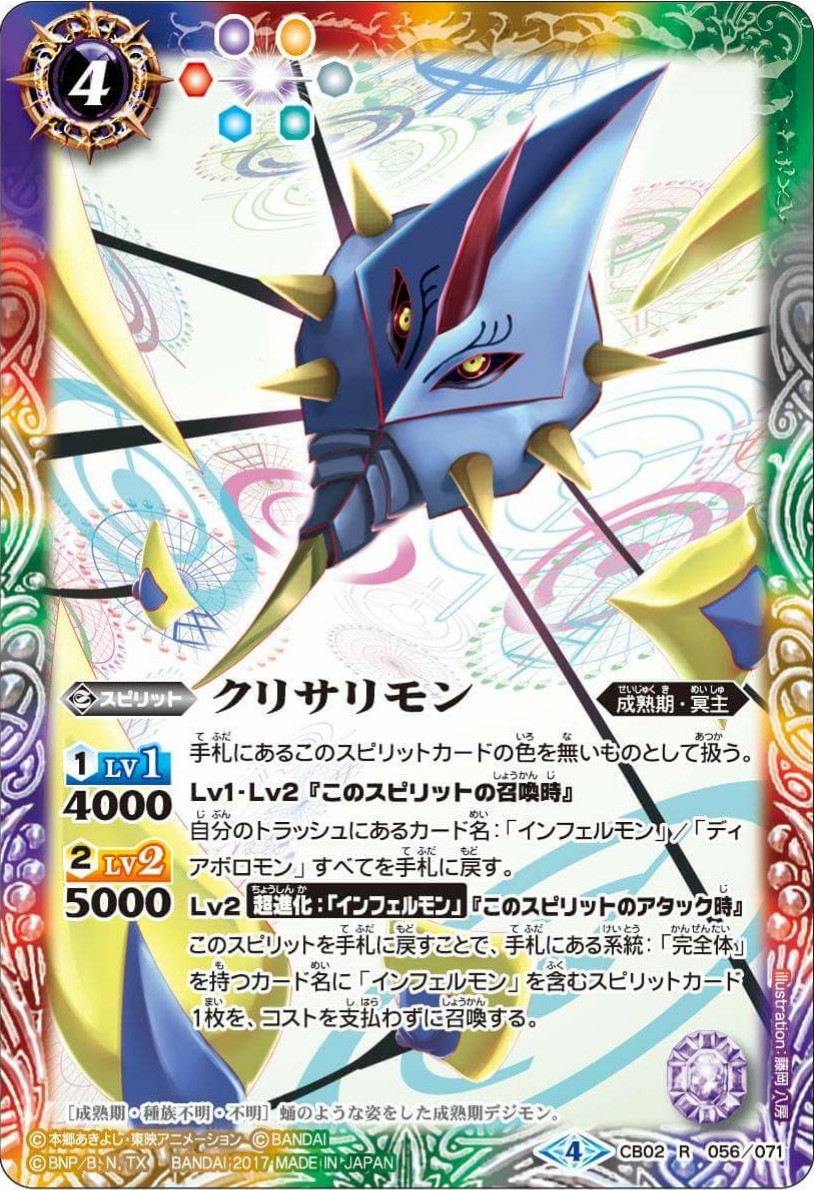 4
スピリット
クリサリモン
成熟期・冥主
1 LV1
4000
2 LV2
5000
手札にあるこのスピリットカードの色を無いものとして扱う。
Lv1・Lv2『このスピリットの召喚時』
自分のトラッシュにあるカード名：「インフェルモン」／「ディ
アボロモン」すべてを手札に戻す。
Lv2 超進化：「インフェルモン」『このスピリットのアタック時』
このスピリットを手札に戻すことで、手札にある系統：「完全体」
を持つカード名に「インフェルモン」を含むスピリットカード
1枚を、コストを支払わずに召喚する。
illustration：藤岡 八房
［成熟期・種族不明・不明］蛹のような姿をした成熟期デジモン。
©本郷あきよし・東映アニメーション ©BANDAI
©BNP/B, N, TX BANDAI 2017 MADE IN JAPAN
4 CB02 R 056/071